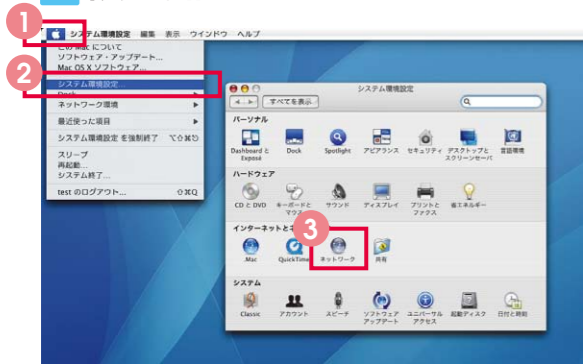 1
システム環境設定 編集 表示 ウインドウ ヘルプ
この Mac について
ソフトウェア・アップデート...
Mac OS X ソフトウェア...
2
システム環境設定...
Dock
ネットワーク環境
最近使った項目
システム環境設定 を強制終了 ⌥⇧⌘⎋
スリープ
再起動...
システム終了...
test のログアウト... ⇧⌘Q
システム環境設定
すべてを表示
パーソナル
Dashboard と Exposé
Dock
Spotlight
アピアランス
セキュリティ
デスクトップと スクリーンセーバ
言語環境
ハードウェア
CD と DVD
キーボードと マウス
サウンド
ディスプレイ
プリントと ファクス
省エネルギー
インターネットと
3
.Mac
QuickTime
ネットワーク
共有
システム
Classic
アカウント
スピーチ
ソフトウェア アップデート
ユニバーサル アクセス
起動ディスク
日付と時刻